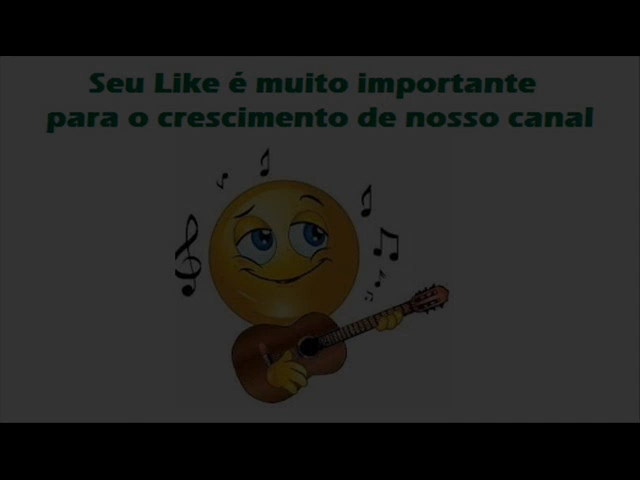 Seu Like é muito importante
para o crescimento de nosso canal